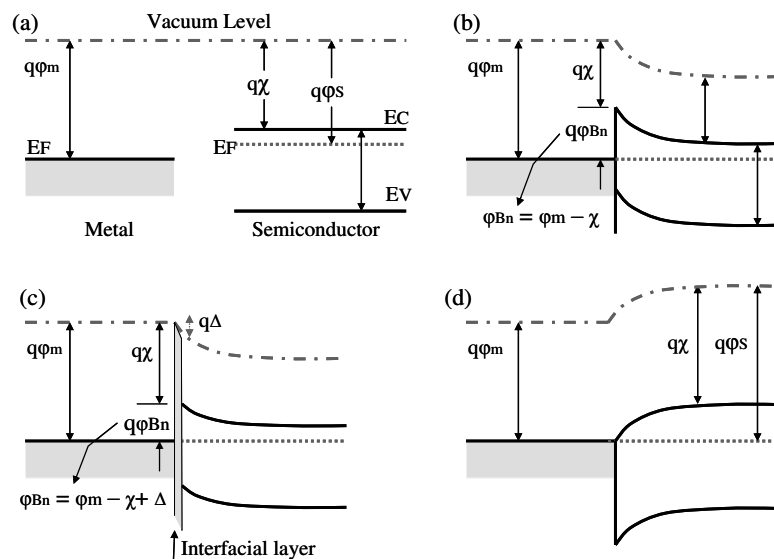 (a)
Vacuum Level
qφm
qχ
qφS
EC
EF
EF
EV
Metal
Semiconductor
(b)
qφm
qχ
qφBn
φBn = φm − χ
(c)
qΔ
qφm
qχ
qφBn
φBn = φm − χ+ Δ
Interfacial layer
(d)
qφm
qχ
qφS